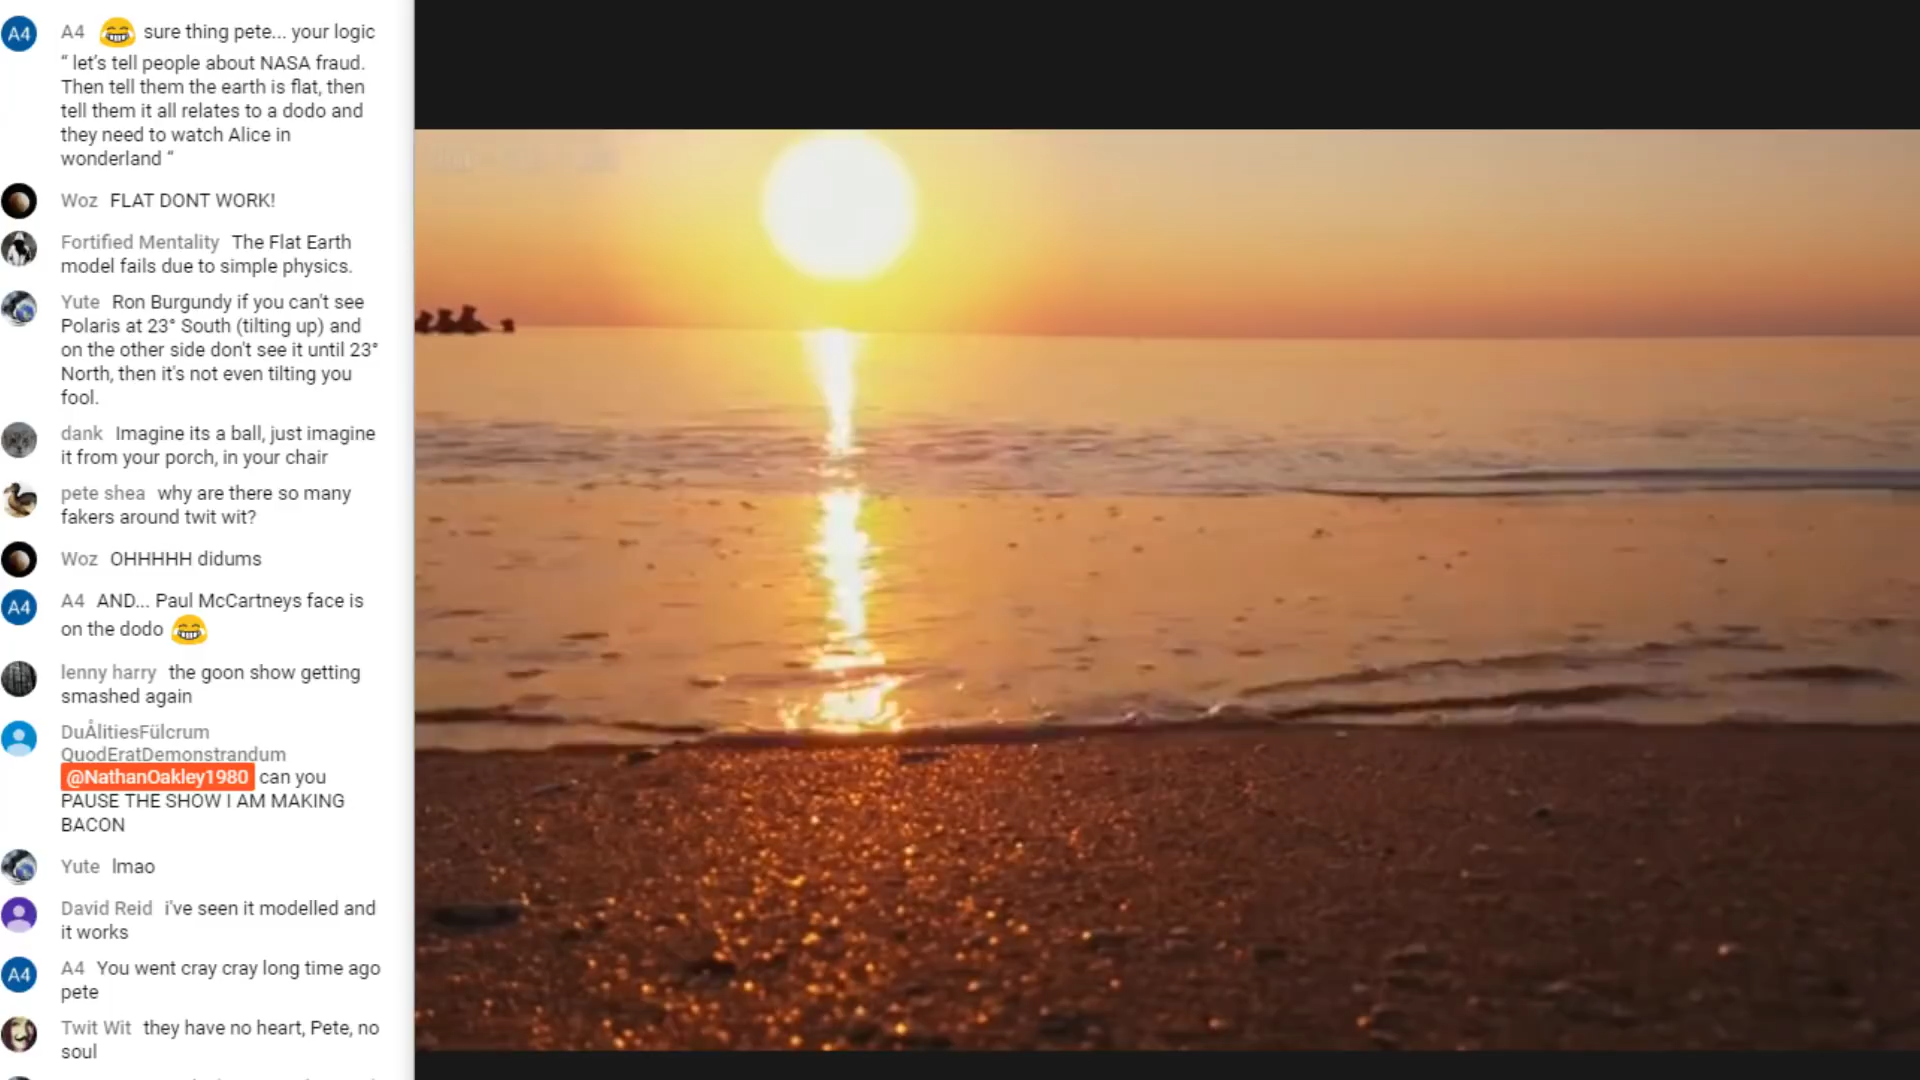 A4 A4 😂 sure thing pete... your logic
“ let’s tell people about NASA fraud.
Then tell them the earth is flat, then
tell them it all relates to a dodo and
they need to watch Alice in
wonderland “
Woz FLAT DONT WORK!
Fortified Mentality The Flat Earth
model fails due to simple physics.
Yute Ron Burgundy if you can't see
Polaris at 23° South (tilting up) and
on the other side don't see it until 23°
North, then it's not even tilting you
fool.
dank Imagine its a ball, just imagine
it from your porch, in your chair
pete shea why are there so many
fakers around twit wit?
Woz OHHHHH didums
A4 A4 AND... Paul McCartneys face is
on the dodo 😂
lenny harry the goon show getting
smashed again
DuÅlitiesFülcrum
QuodEratDemonstrandum
@NathanOakley1980 can you
PAUSE THE SHOW I AM MAKING
BACON
Yute lmao
David Reid i've seen it modelled and
it works
A4 A4 You went cray cray long time ago
pete
Twit Wit they have no heart, Pete, no
soul